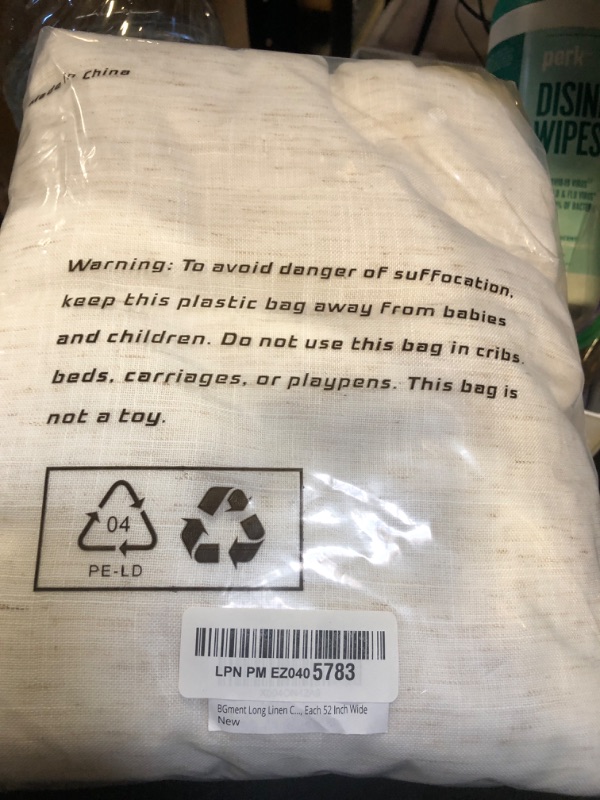 Made in China
perk
DISIN
WIPES
Warning: To avoid danger of suffocation,
keep this plastic bag away from babies
and children. Do not use this bag in cribs,
beds, carriages, or playpens. This bag is
not a toy.
04
PE-LD
LPN PM EZ040 5783
BGment Long Linen C..., Each 52 Inch Wide
New